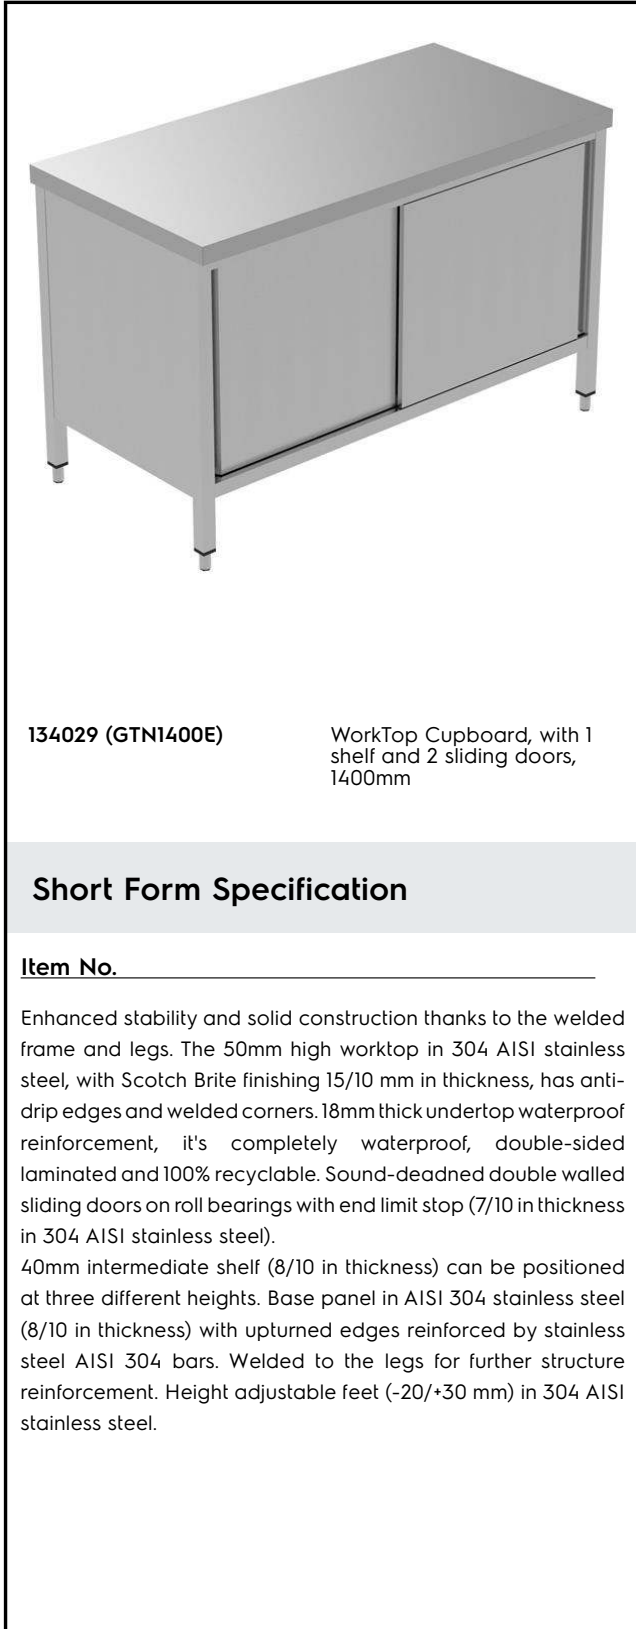 134029 (GTN1400E)
WorkTop Cupboard, with 1
shelf and 2 sliding doors,
1400mm
Short Form Specification
Item No.
Enhanced stability and solid construction thanks to the welded
frame and legs. The 50mm high worktop in 304 AISI stainless
steel, with Scotch Brite finishing 15/10 mm in thickness, has anti-
drip edges and welded corners. 18mm thick undertop waterproof
reinforcement, it's completely waterproof, double-sided
laminated and 100% recyclable. Sound-deadned double walled
sliding doors on roll bearings with end limit stop (7/10 in thickness
in 304 AISI stainless steel).
40mm intermediate shelf (8/10 in thickness) can be positioned
at three different heights. Base panel in AISI 304 stainless steel
(8/10 in thickness) with upturned edges reinforced by stainless
steel AISI 304 bars. Welded to the legs for further structure
reinforcement. Height adjustable feet (-20/+30 mm) in 304 AISI
stainless steel.